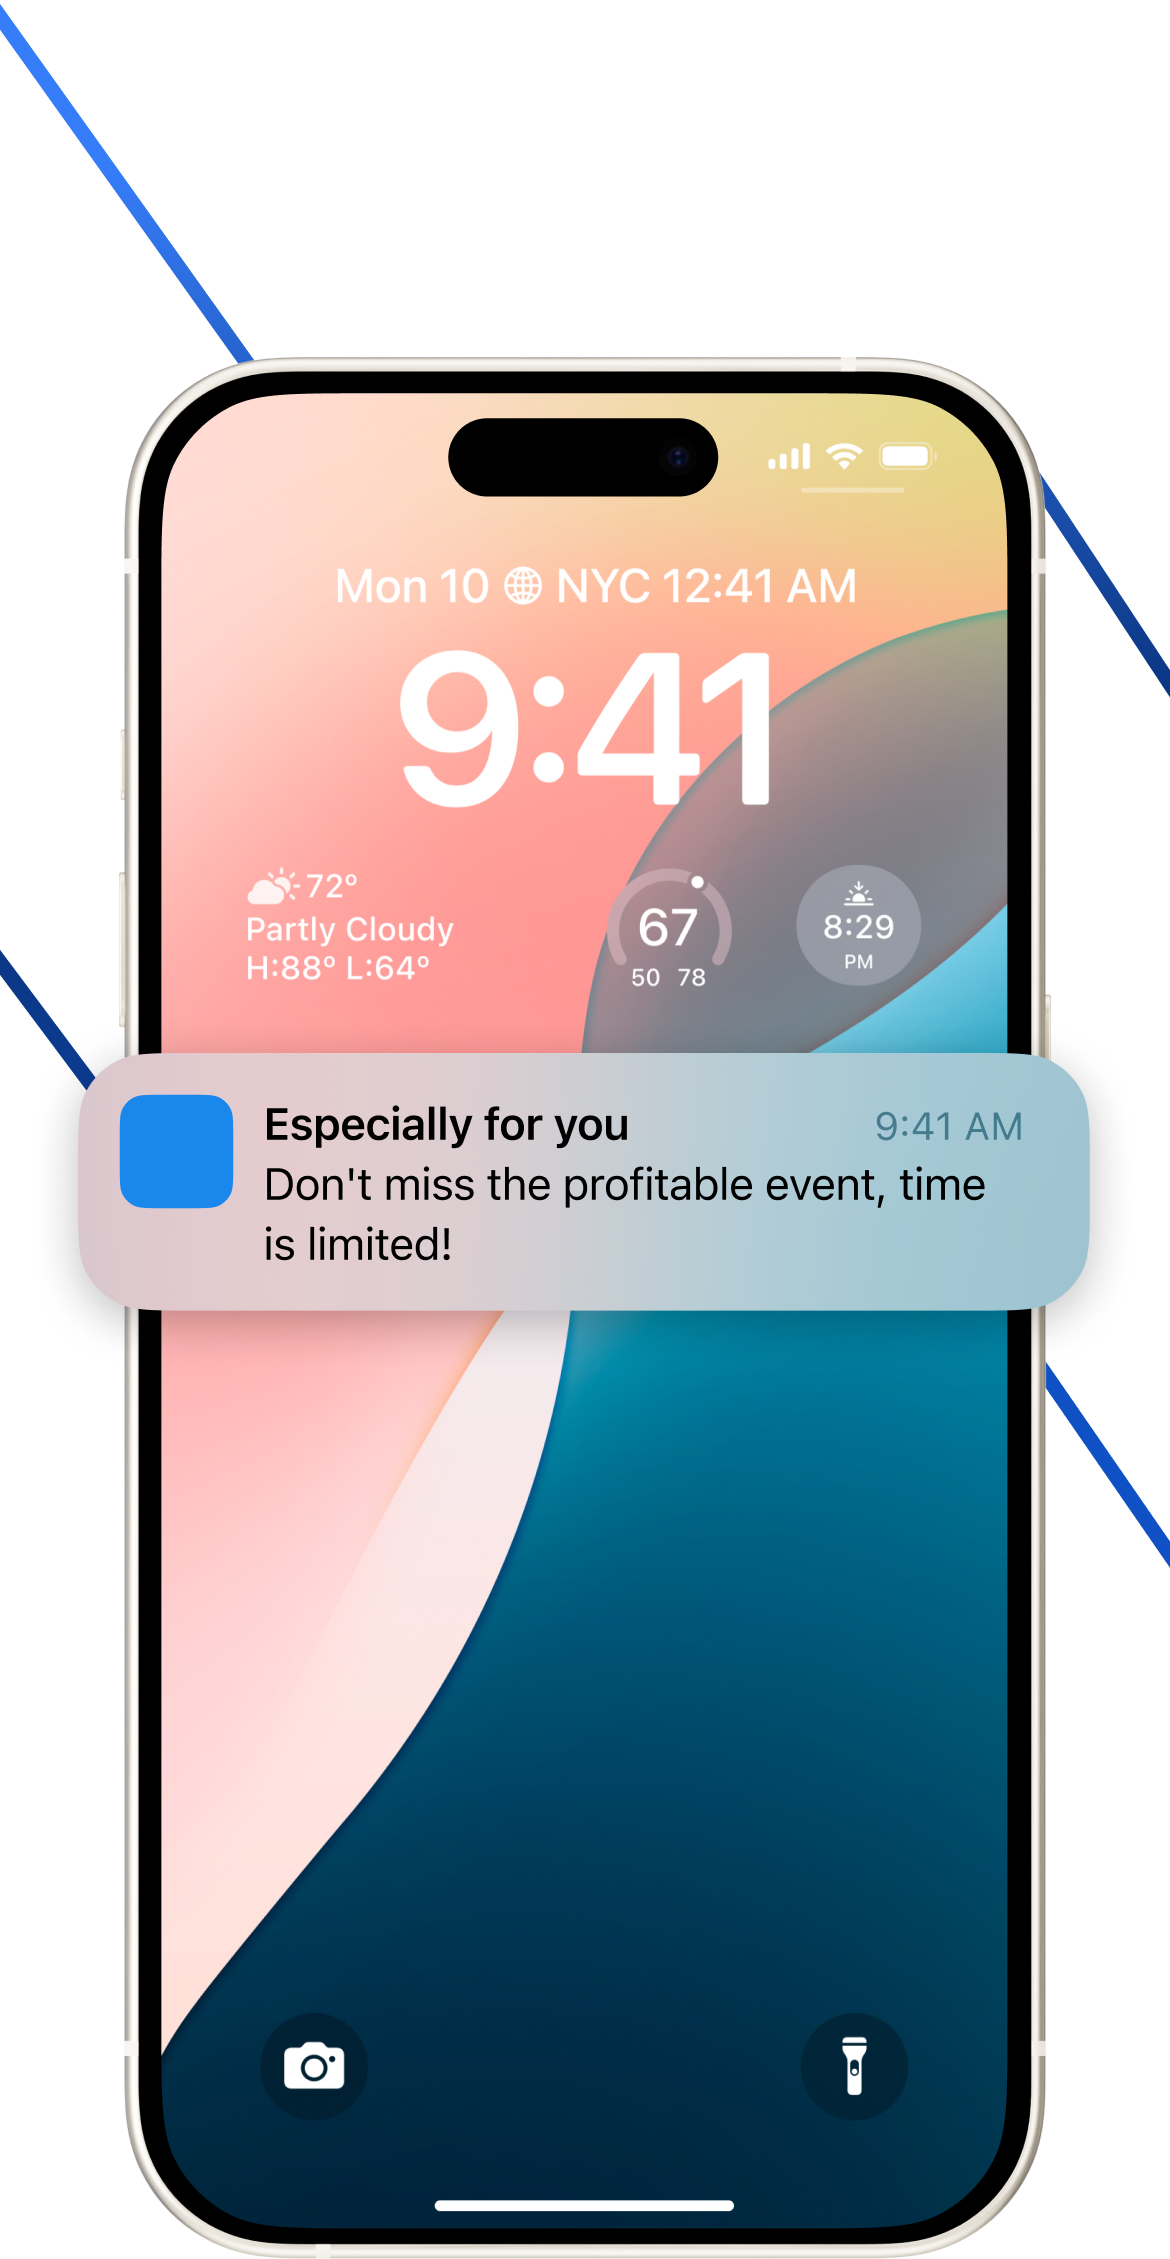 Mon 10 NYC 12:41 AM
9:41
72°
Partly Cloudy
H:88° L:64°
67
50 78
8:29
PM
Especially for you 9:41 AM
Don't miss the profitable event, time
is limited!